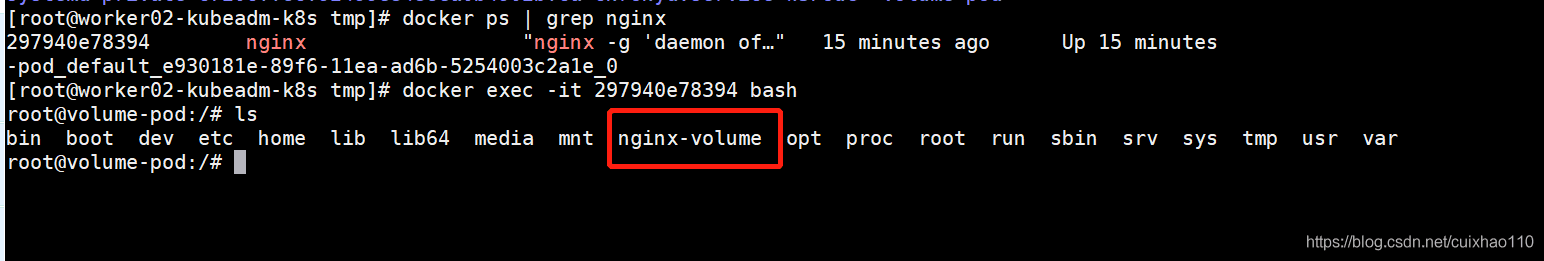 [root@worker02-kubeadm-k8s tmp]# docker ps | grep nginx
297940e78394        nginx                  "nginx -g 'daemon of…"   15 minutes ago      Up 15 minutes
-pod_default_e930181e-89f6-11ea-ad6b-5254003c2a1e_0
[root@worker02-kubeadm-k8s tmp]# docker exec -it 297940e78394 bash
root@volume-pod:/# ls
bin  boot  dev  etc  home  lib  lib64  media  mnt  nginx-volume  opt  proc  root  run  sbin  srv  sys  tmp  usr  var
root@volume-pod:/#
https://blog.csdn.net/cuixhao110